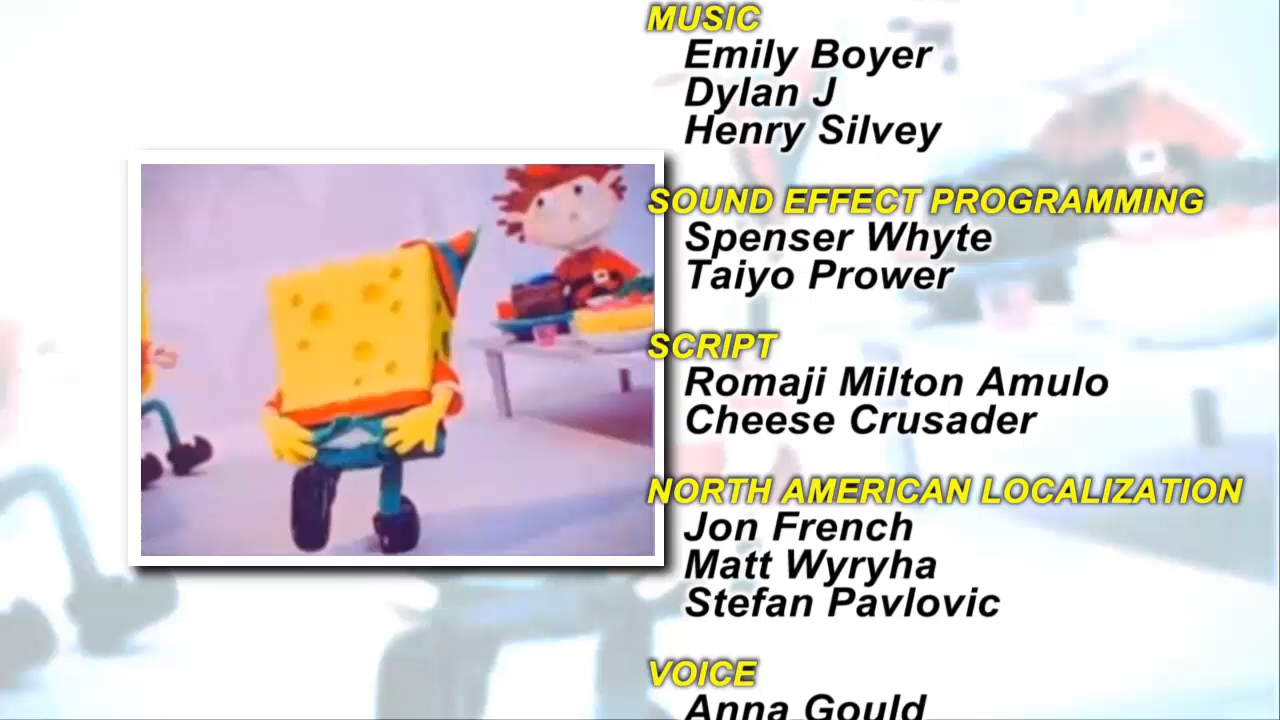 MUSIC
Emily Boyer
Dylan J
Henry Silvey
SOUND EFFECT PROGRAMMING
Spenser Whyte
Taiyo Prower
SCRIPT
Romaji Milton Amulo
Cheese Crusader
NORTH AMERICAN LOCALIZATION
Jon French
Matt Wyryha
Stefan Pavlovic
VOICE
Anna Gould